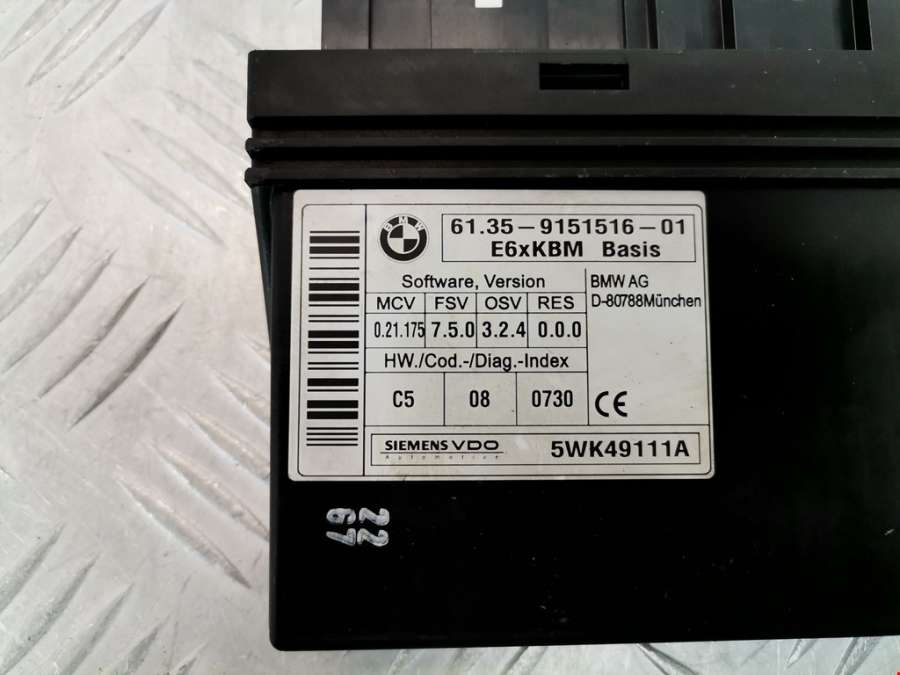 BMW
61.35-9151516-01
E6xKBM Basis
Software, Version
BMW AG
D-80788München
MCV FSV OSV RES
0.21.175 7.5.0 3.2.4 0.0.0
HW./Cod.-/Diag.-Index
C5 08 0730
CE
SIEMENS VDO
Automotive
5WK49111A
22
67